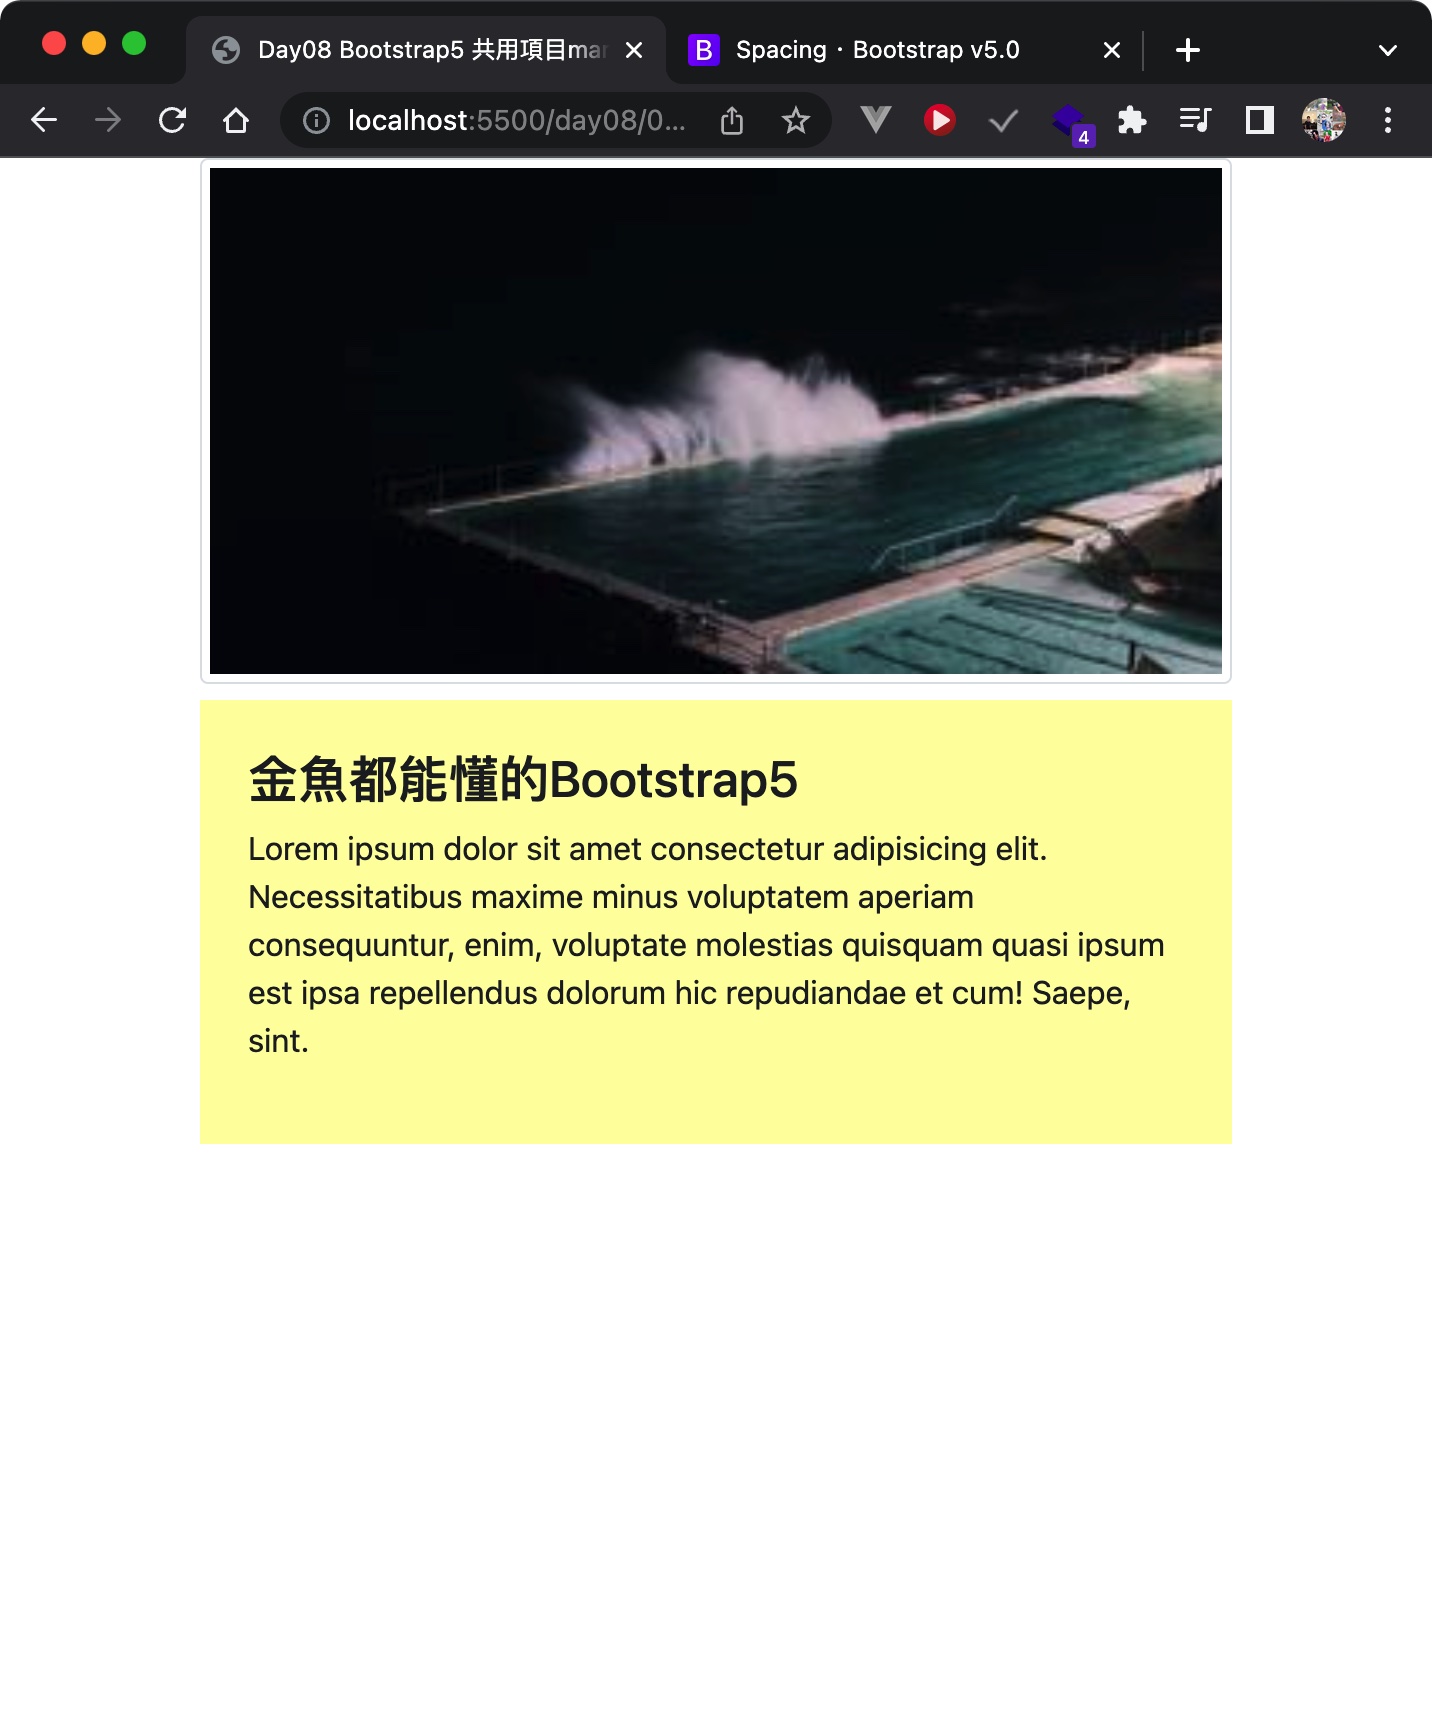 Day08 Bootstrap5 共用項目mar
B
Spacing · Bootstrap v5.0
localhost:5500/day08/0...
4
金魚都能懂的Bootstrap5
Lorem ipsum dolor sit amet consectetur adipisicing elit.
Necessitatibus maxime minus voluptatem aperiam
consequuntur, enim, voluptate molestias quisquam quasi ipsum
est ipsa repellendus dolorum hic repudiandae et cum! Saepe,
sint.